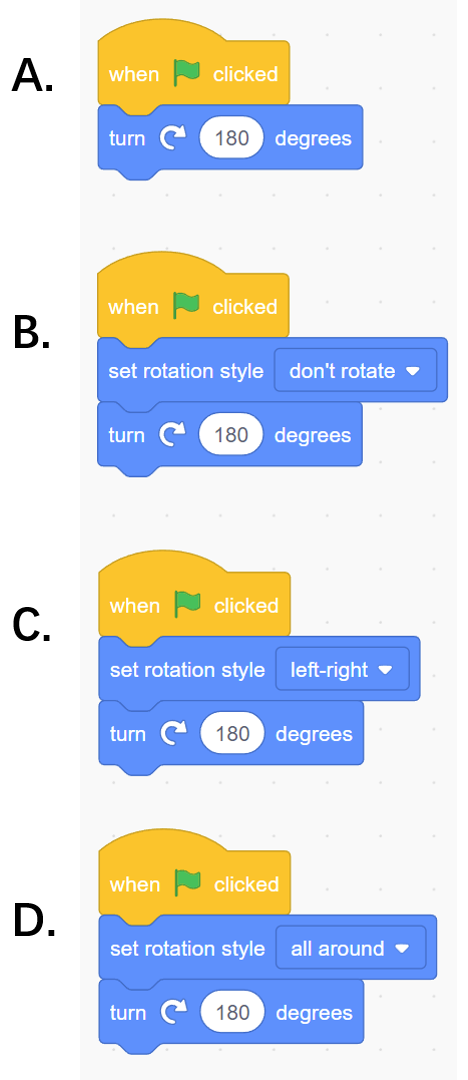 A.
when clicked
turn 180 degrees
B.
when clicked
set rotation style don't rotate
turn 180 degrees
C.
when clicked
set rotation style left-right
turn 180 degrees
D.
when clicked
set rotation style all around
turn 180 degrees